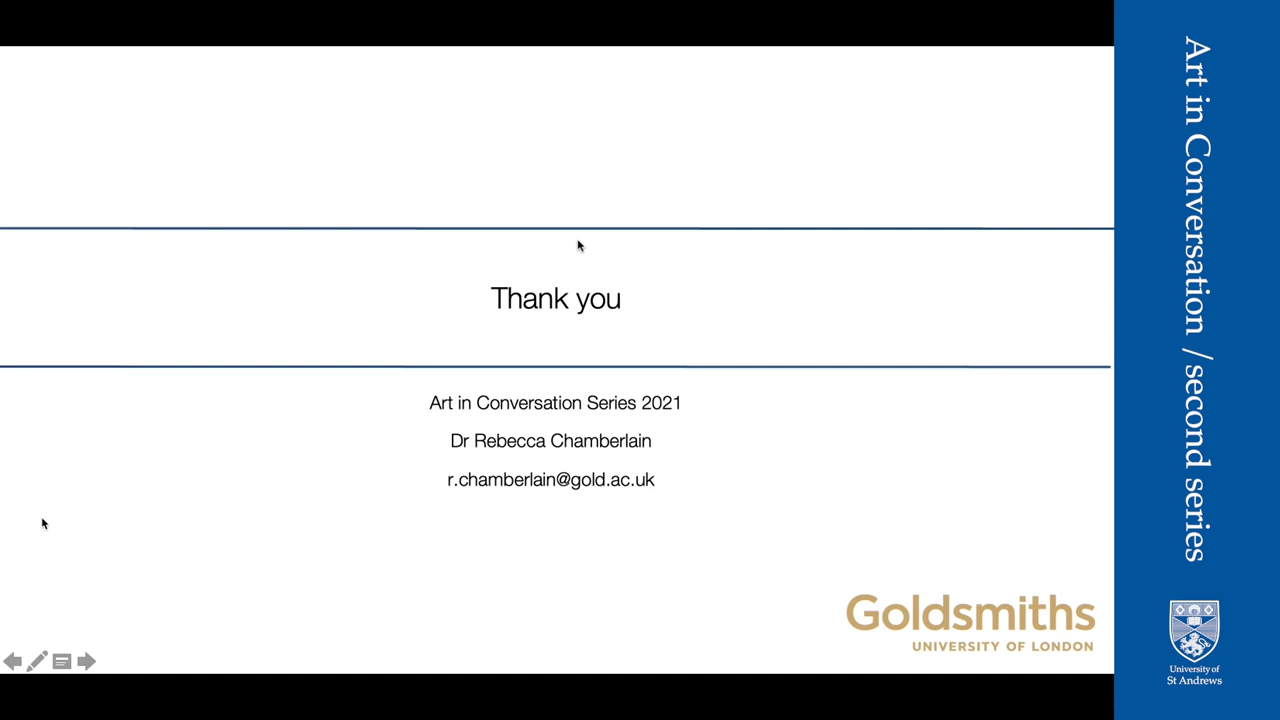 Thank you
Art in Conversation Series 2021
Dr Rebecca Chamberlain
r.chamberlain@gold.ac.uk
Goldsmiths
UNIVERSITY OF LONDON
Art in Conversation /second series
University of
St Andrews